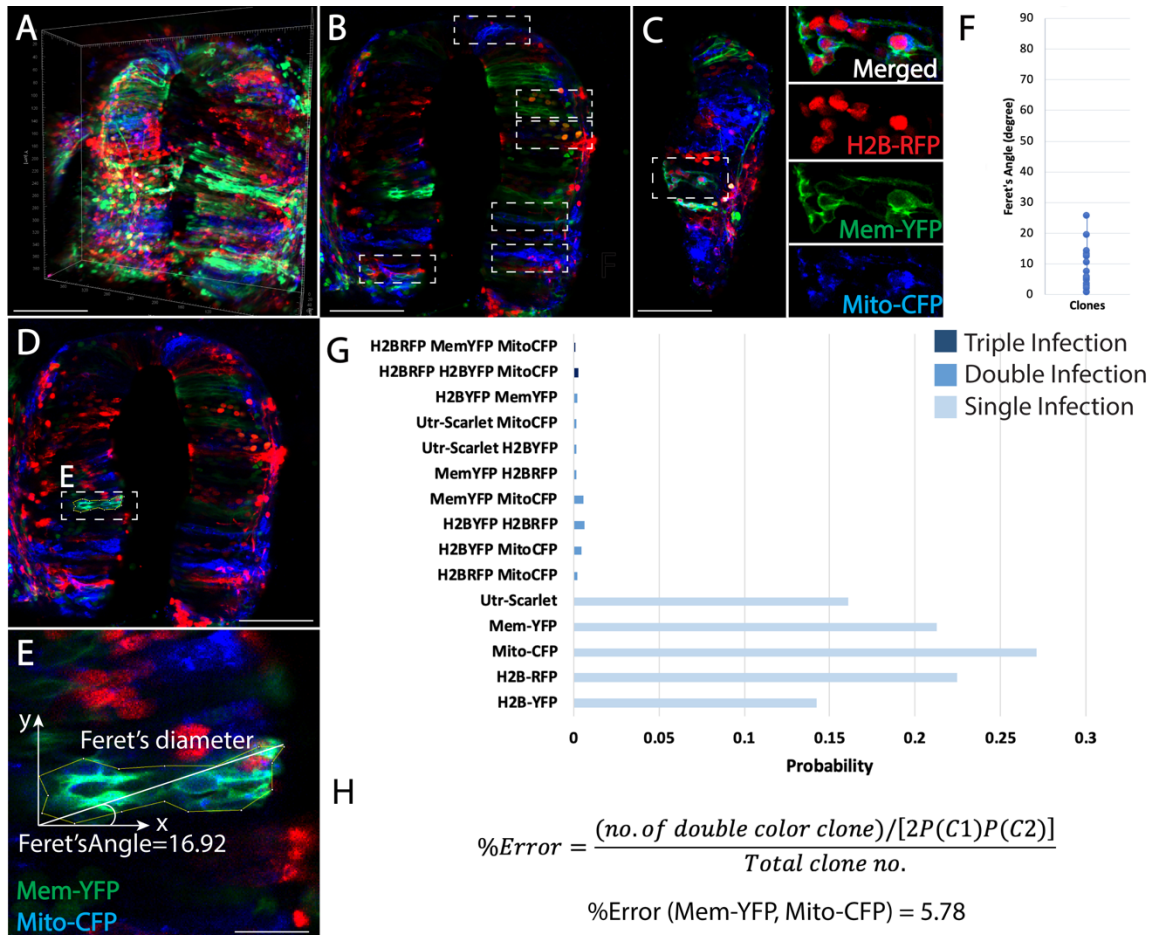 A
B
C
Merged
H2B-RFP
Mem-YFP
Mito-CFP
F
90
80
70
60
50
40
30
20
10
0
Feret's Angle (degree)
Clones
F
D
E
E
y
Feret's diameter
x
Feret'sAngle=16.92
Mem-YFP
Mito-CFP
G
Triple Infection
Double Infection
Single Infection
H2BRFP MemYFP MitoCFP
H2BRFP H2BYFP MitoCFP
H2BYFP MemYFP
Utr-Scarlet MitoCFP
Utr-Scarlet H2BYFP
MemYFP H2BRFP
MemYFP MitoCFP
H2BYFP H2BRFP
H2BYFP MitoCFP
H2BRFP MitoCFP
Utr-Scarlet
Mem-YFP
Mito-CFP
H2B-RFP
H2B-YFP
0 0.05 0.1 0.15 0.2 0.25 0.3
Probability
H
%Error = (no. of double color clone)/[2P(C1)P(C2)]
Total clone no.
%Error (Mem-YFP, Mito-CFP) = 5.78